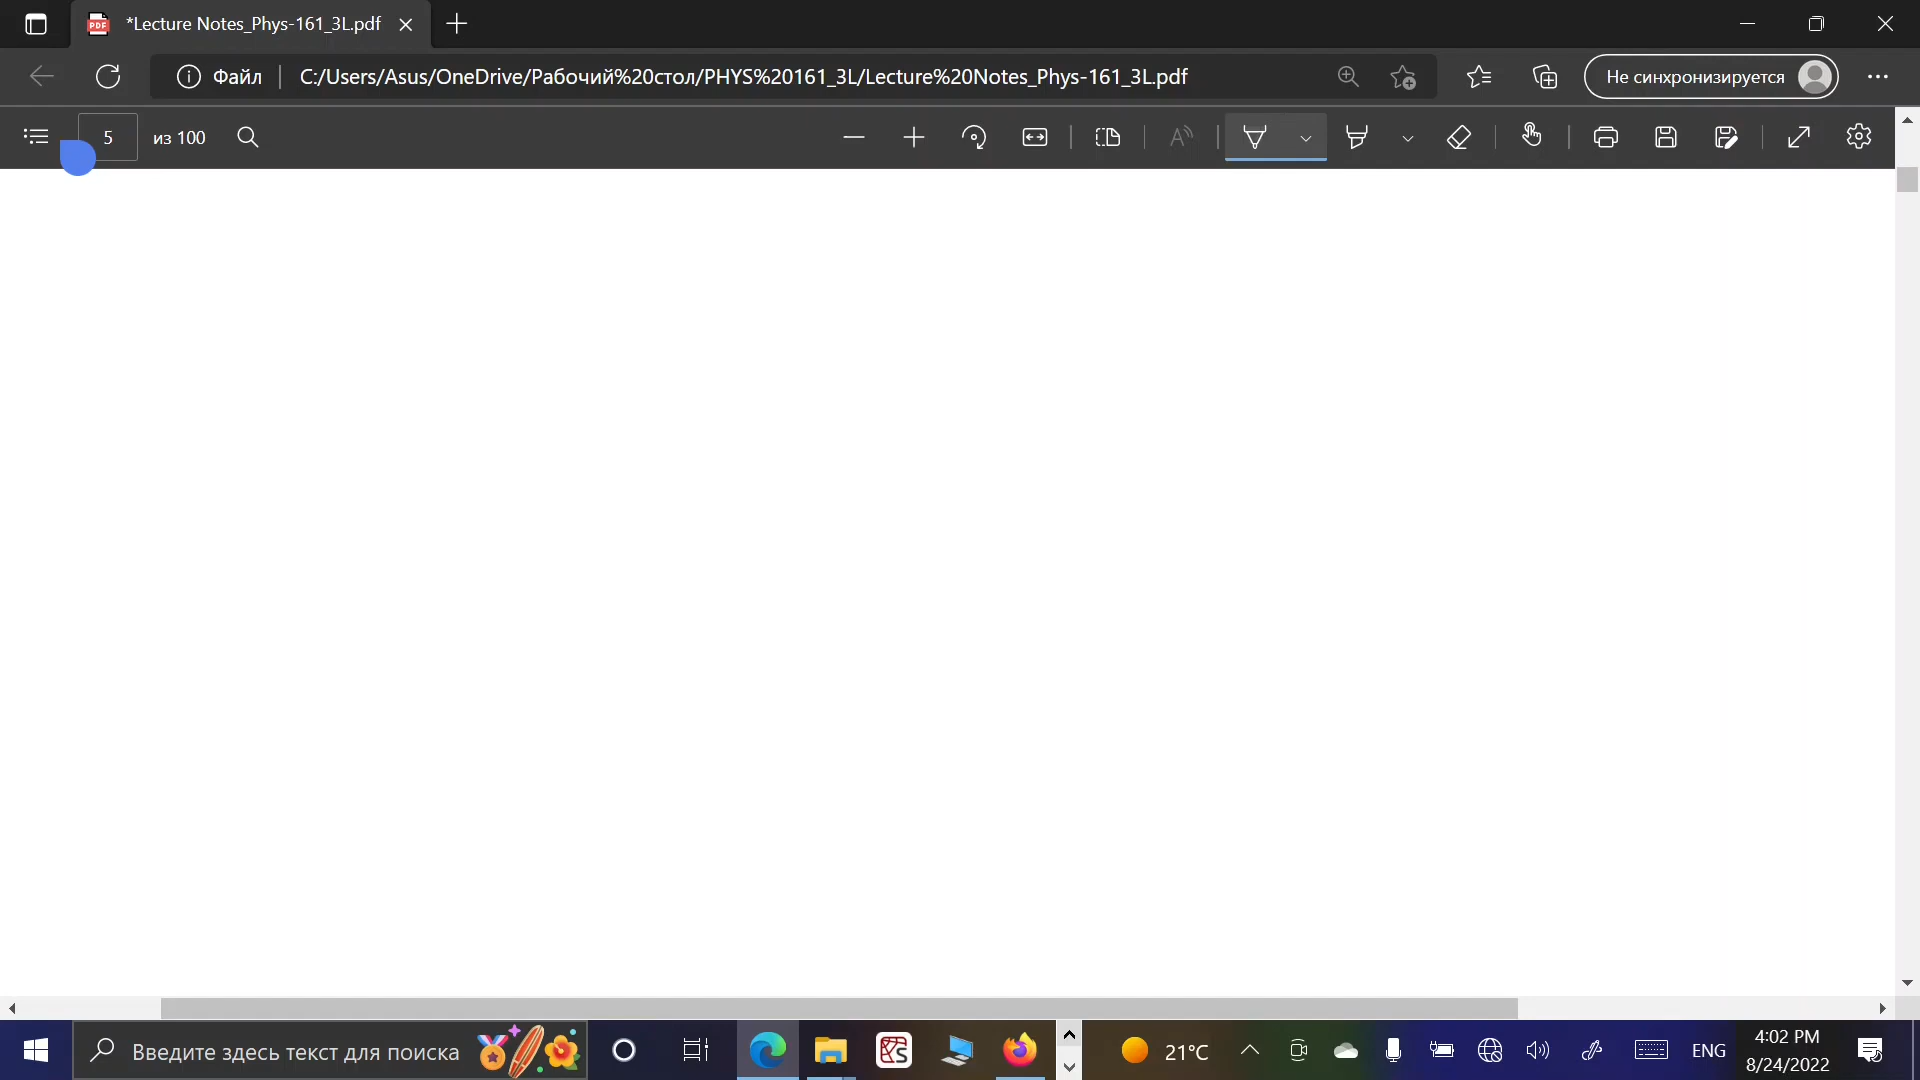 *Lecture Notes_Phys-161_3L.pdf
Файл
C:/Users/Asus/OneDrive/Рабочий%20стол/PHYS%20161_3L/Lecture%20Notes_Phys-161_3L.pdf
Не синхронизируется
5 из 100
Введите здесь текст для поиска
21°C
ENG
4:02 PM
8/24/2022